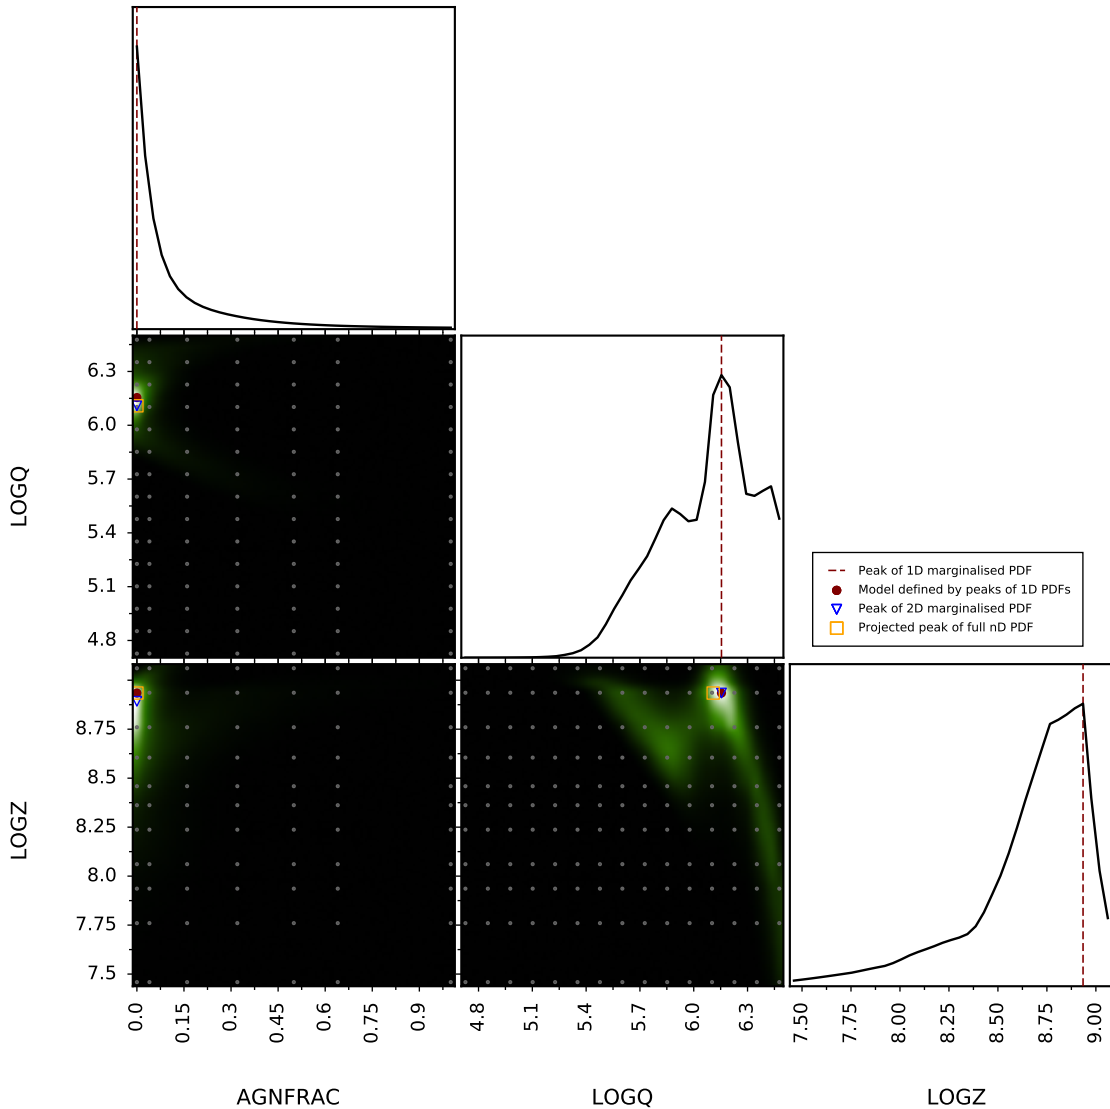 6.3
6.0
5.7
5.4
5.1
4.8
LOGQ
Peak of 1D marginalised PDF
Model defined by peaks of 1D PDFs
Peak of 2D marginalised PDF
Projected peak of full nD PDF
8.75
8.5
8.25
8.0
7.75
7.5
LOGZ
0.0 0.15 0.3 0.45 0.6 0.75 0.9
4.8 5.1 5.4 5.7 6.0 6.3
7.50 7.75 8.00 8.25 8.50 8.75 9.00
AGNFRAC LOGQ LOGZ